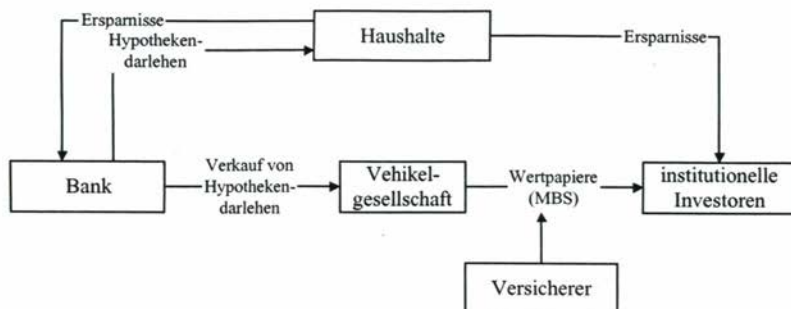 Ersparnisse
Hypotheken-
darlehen
Haushalte
Ersparnisse
Bank
Verkauf von
Hypotheken-
darlehen
Vehikel-
gesellschaft
Wertpapiere
(MBS)
institutionelle
Investoren
Versicherer